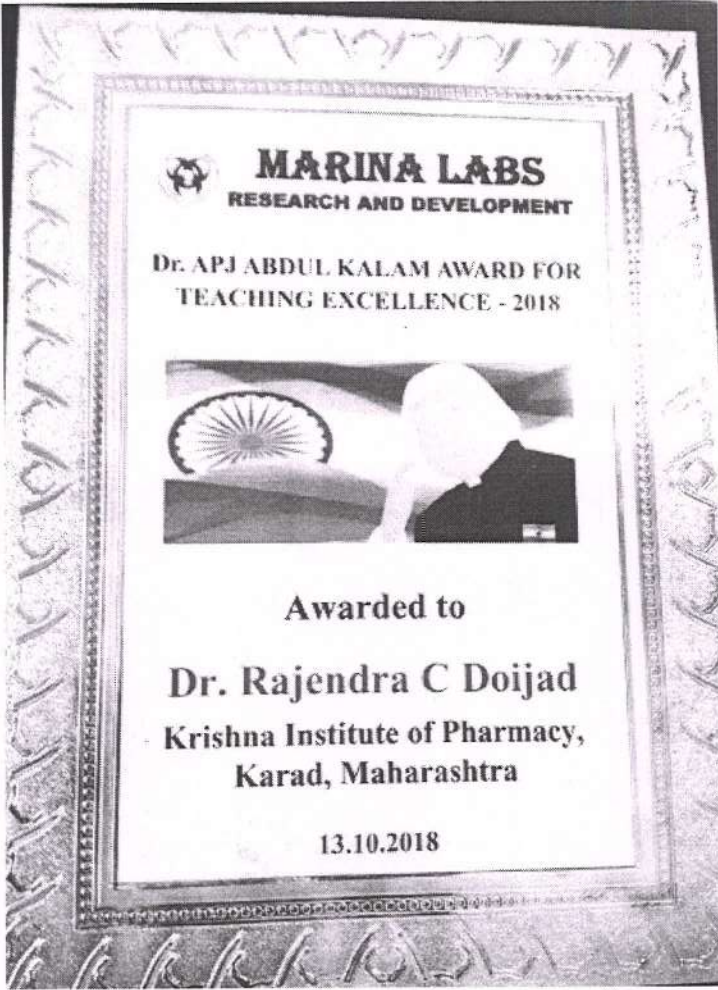 MARINA LABS
RESEARCH AND DEVELOPMENT
Dr. APJ ABDUL KALAM AWARD FOR
TEACHING EXCELLENCE - 2018
Awarded to
Dr. Rajendra C Doijad
Krishna Institute of Pharmacy,
Karad, Maharashtra
13.10.2018